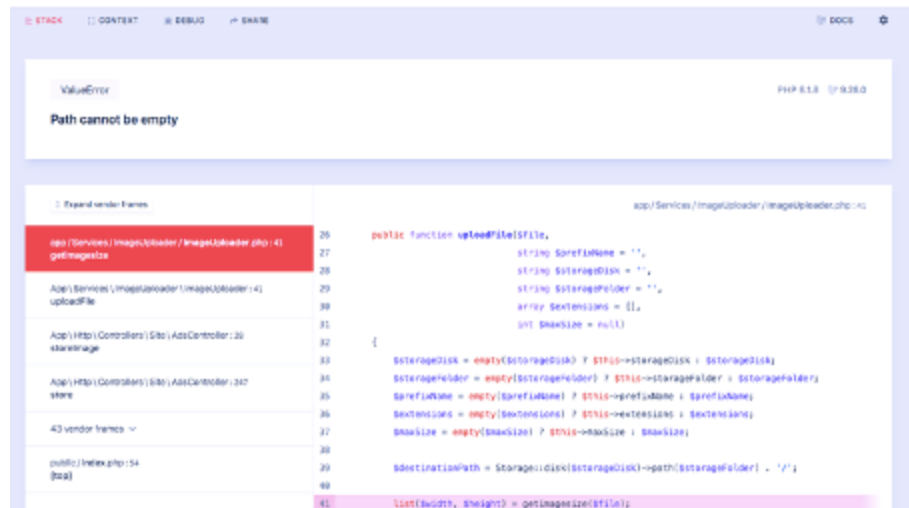 STACK CONTEXT DEBUG SHARE DOCS
ValueError
PHP 8.1.8 9.28.0
Path cannot be empty
Expand vendor frames
app/Services/ImageUploader/ImageUploader.php:41
app/Services/ImageUploader/ImageUploader.php:41
getimagesize
App\Services\ImageUploader\ImageUploader:41
uploadFile
App\Http\Controllers\Site\AdsController:28
storeImage
App\Http\Controllers\Site\AdsController:247
store
43 vendor frames
public/index.php:54
(top)
26 public function uploadFile($file,
27 string $prefixName = '',
28 string $storageDisk = '',
29 string $storageFolder = '',
30 array $extensions = [],
31 int $maxSize = null)
32 {
33 $storageDisk = empty($storageDisk) ? $this->storageDisk : $storageDisk;
34 $storageFolder = empty($storageFolder) ? $this->storageFolder : $storageFolder;
35 $prefixName = empty($prefixName) ? $this->prefixName : $prefixName;
36 $extensions = empty($extensions) ? $this->extensions : $extensions;
37 $maxSize = empty($maxSize) ? $this->maxSize : $maxSize;
38
39 $destinationPath = Storage::disk($storageDisk)->path($storageFolder) . '/';
40
41 list($width, $height) = getimagesize($file);